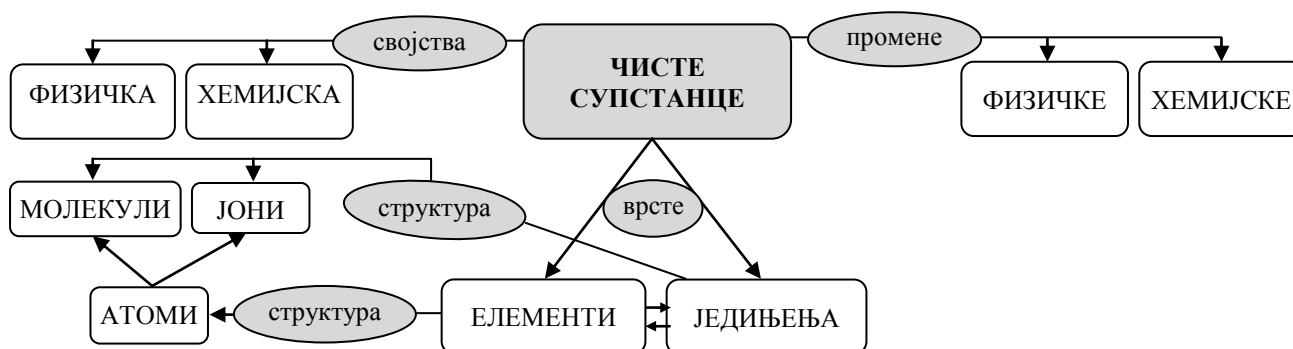 својства
ЧИСТЕ
СУПСТАНЦЕ
промене
ФИЗИЧКА
ХЕМИЈСКА
ФИЗИЧКЕ
ХЕМИЈСКЕ
МОЛЕКУЛИ
ЈОНИ
структура
врсте
АТОМИ
структура
ЕЛЕМЕНТИ
ЈЕДИЊЕЊА